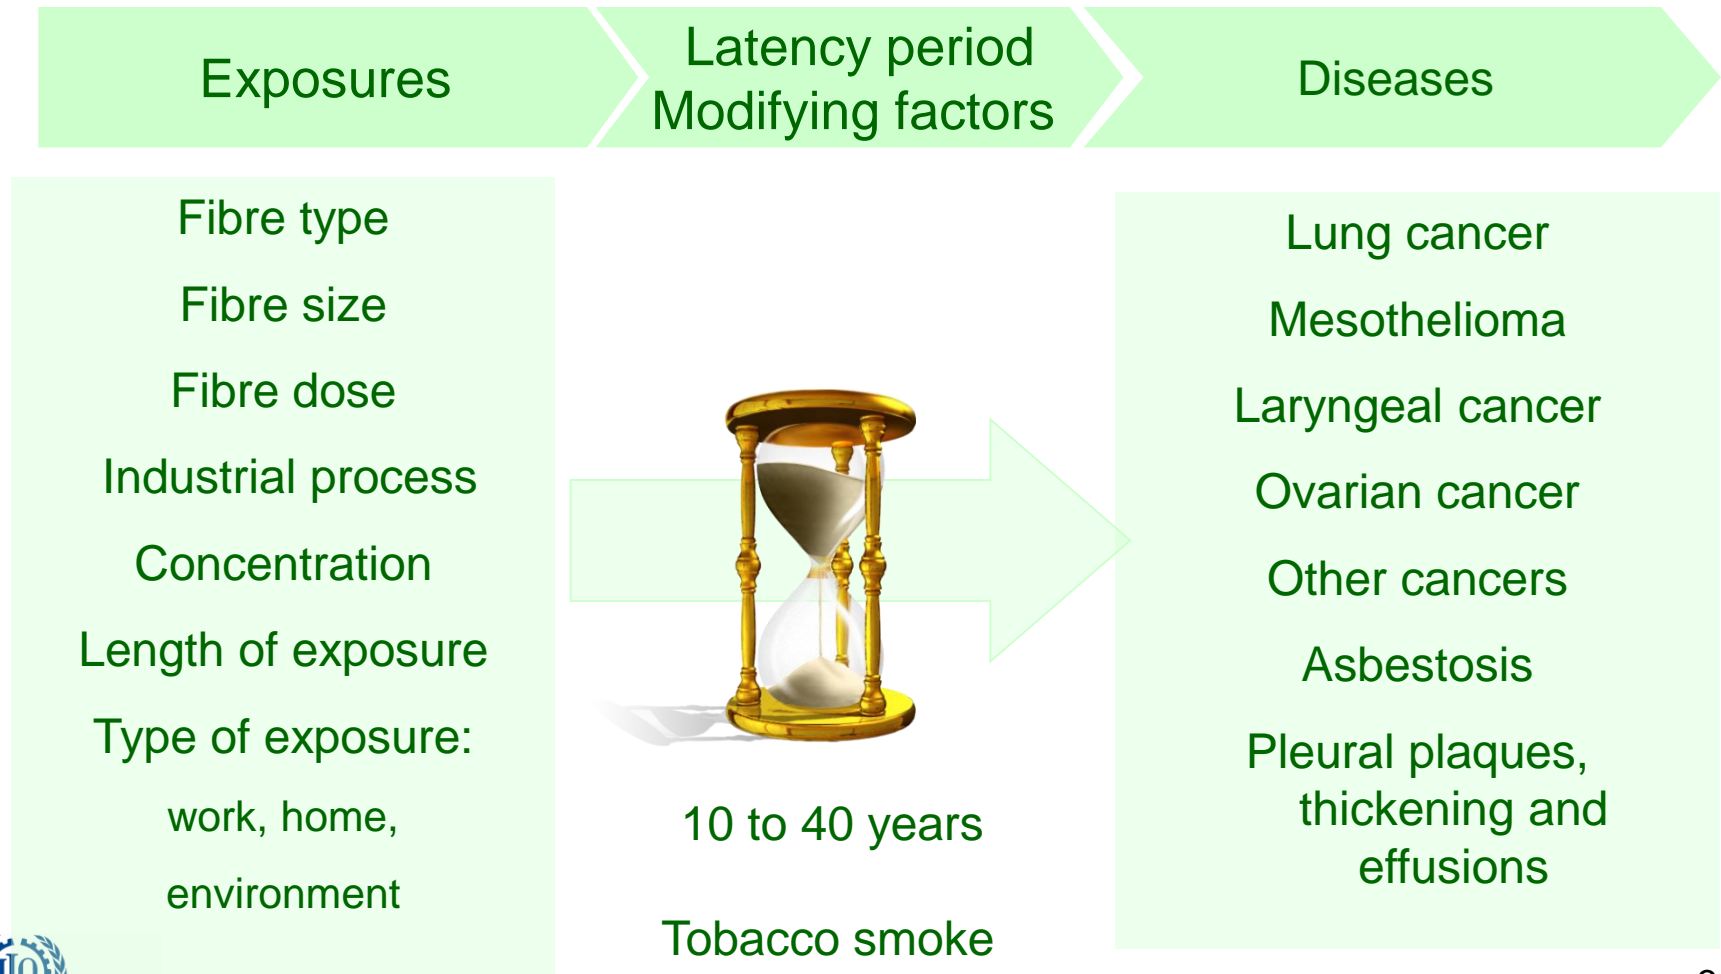 Exposures
Latency period
Modifying factors
Diseases
Fibre type
Fibre size
Fibre dose
Industrial process
Concentration
Length of exposure
Type of exposure:
work, home,
environment
10 to 40 years
Tobacco smoke
Lung cancer
Mesothelioma
Laryngeal cancer
Ovarian cancer
Other cancers
Asbestosis
Pleural plaques,
thickening and
effusions